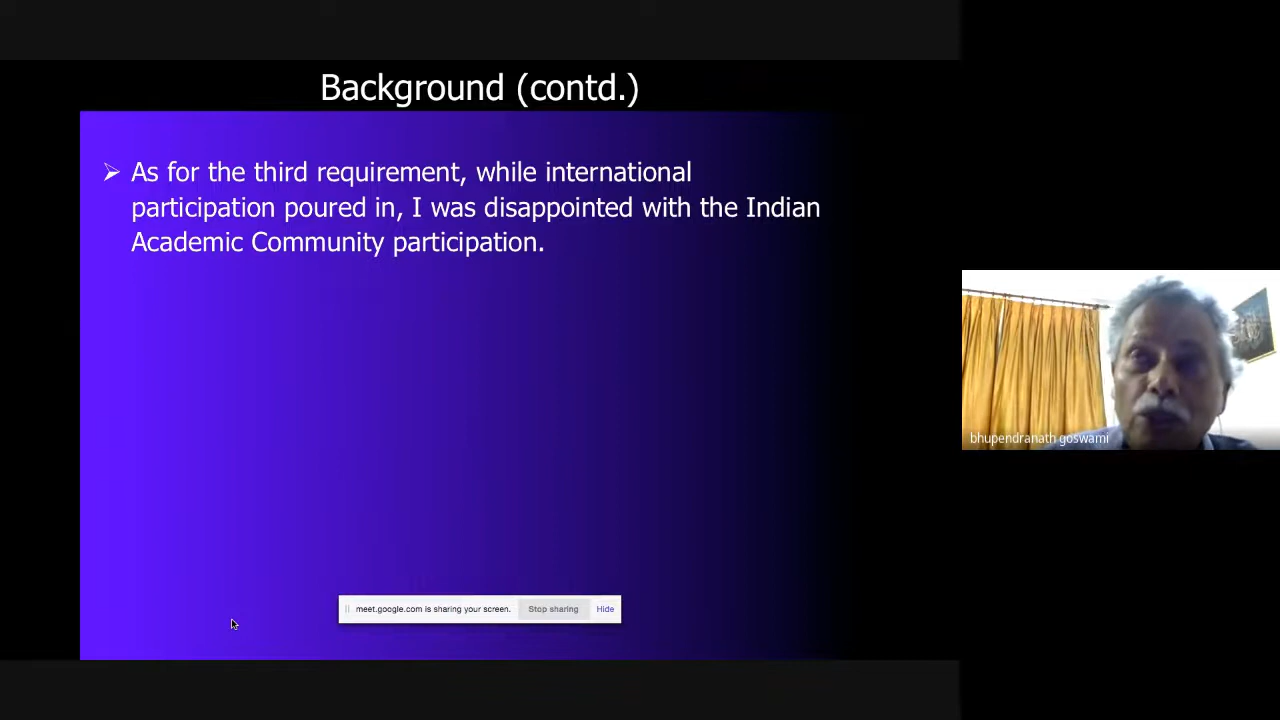 Background (contd.)
As for the third requirement, while international
participation poured in, I was disappointed with the Indian
Academic Community participation.
bhupendranath goswami
meet.google.com is sharing your screen. Stop sharing Hide